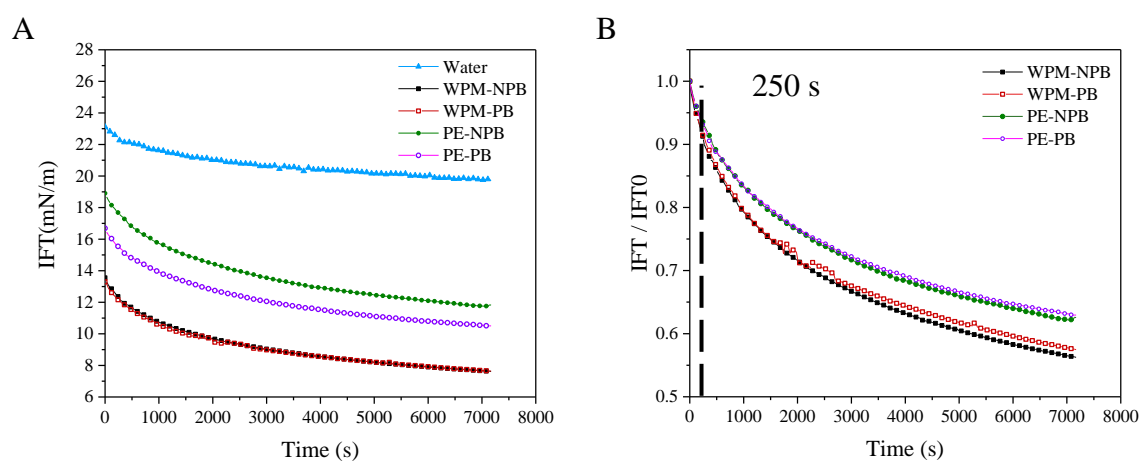 A
28
26
24
22
20
18
16
14
12
10
8
6
IFT(mN/m)
0 1000 2000 3000 4000 5000 6000 7000 8000
Time (s)
Water
WPM-NPB
WPM-PB
PE-NPB
PE-PB
B
1.0
0.9
0.8
0.7
0.6
0.5
IFT / IFT0
0 1000 2000 3000 4000 5000 6000 7000 8000
Time (s)
250 s
WPM-NPB
WPM-PB
PE-NPB
PE-PB